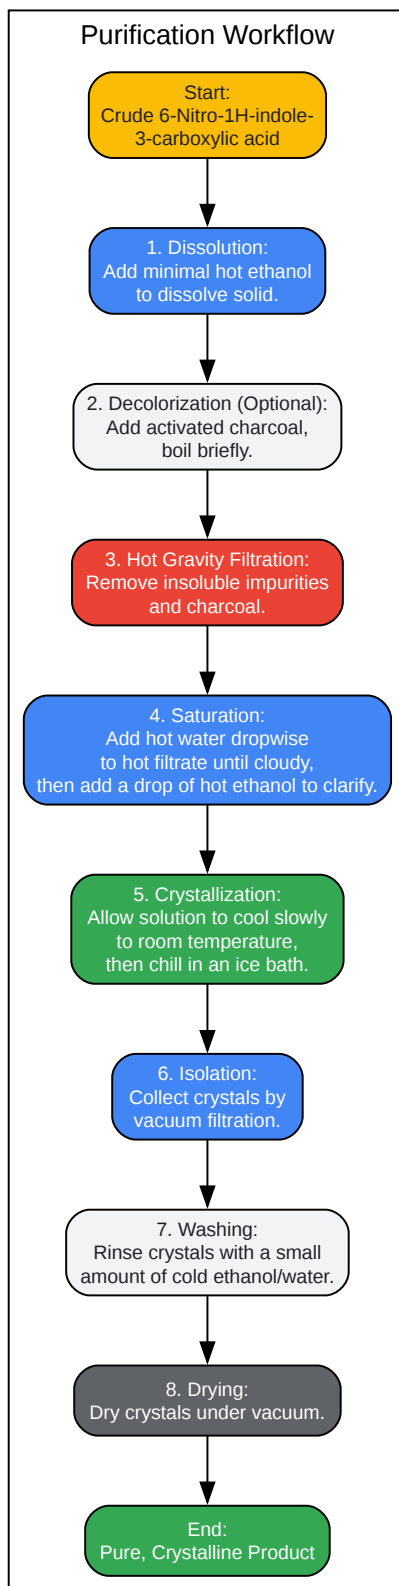 Purification Workflow
Start:
Crude 6-Nitro-1H-indole-
3-carboxylic acid
1. Dissolution:
Add minimal hot ethanol
to dissolve solid.
2. Decolorization (Optional):
Add activated charcoal,
boil briefly.
3. Hot Gravity Filtration:
Remove insoluble impurities
and charcoal.
4. Saturation:
Add hot water dropwise
to hot filtrate until cloudy,
then add a drop of hot ethanol to clarify.
5. Crystallization:
Allow solution to cool slowly
to room temperature,
then chill in an ice bath.
6. Isolation:
Collect crystals by
vacuum filtration.
7. Washing:
Rinse crystals with a small
amount of cold ethanol/water.
8. Drying:
Dry crystals under vacuum.
End:
Pure, Crystalline Product